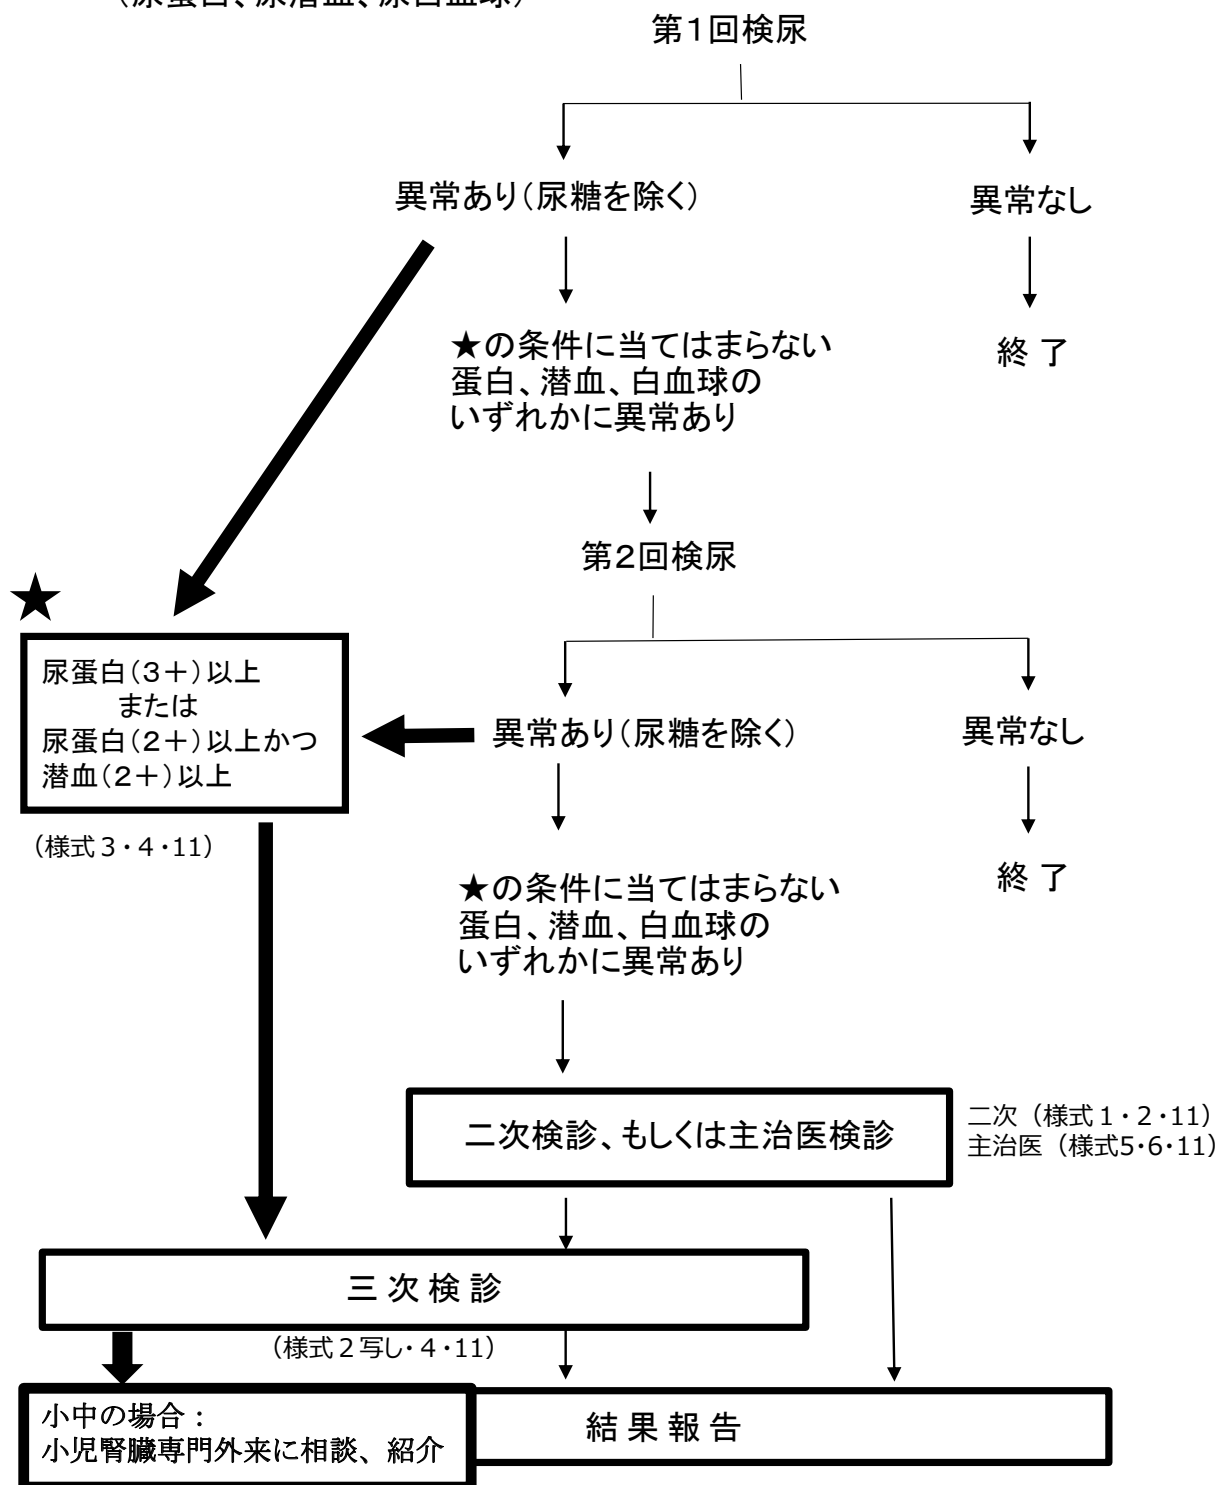 (尿蛋白、尿潜血、尿白血球)
第1回検尿
異常あり(尿糖を除く)
異常なし
★の条件に当てはまらない
蛋白、潜血、白血球の
いずれかに異常あり
終 了
第2回検尿
★
尿蛋白(3+)以上
または
尿蛋白(2+)以上かつ
潜血(2+)以上
(様式3・4・11)
異常あり(尿糖を除く)
異常なし
★の条件に当てはまらない
蛋白、潜血、白血球の
いずれかに異常あり
終 了
二次検診、もしくは主治医検診
二次(様式1・2・11)
主治医(様式5・6・11)
三 次 検 診
(様式2写し・4・11)
小中の場合:
小児腎臓専門外来に相談、紹介
結 果 報 告